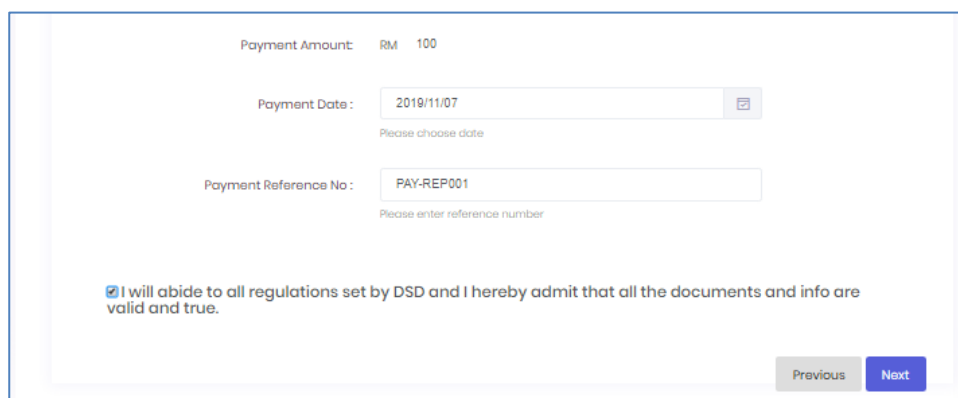 Payment Amount: RM 100
Payment Date : 2019/11/07
Please choose date
Payment Reference No : PAY-REP001
Please enter reference number
I will abide to all regulations set by DSD and I hereby admit that all the documents and info are
valid and true.
Previous Next